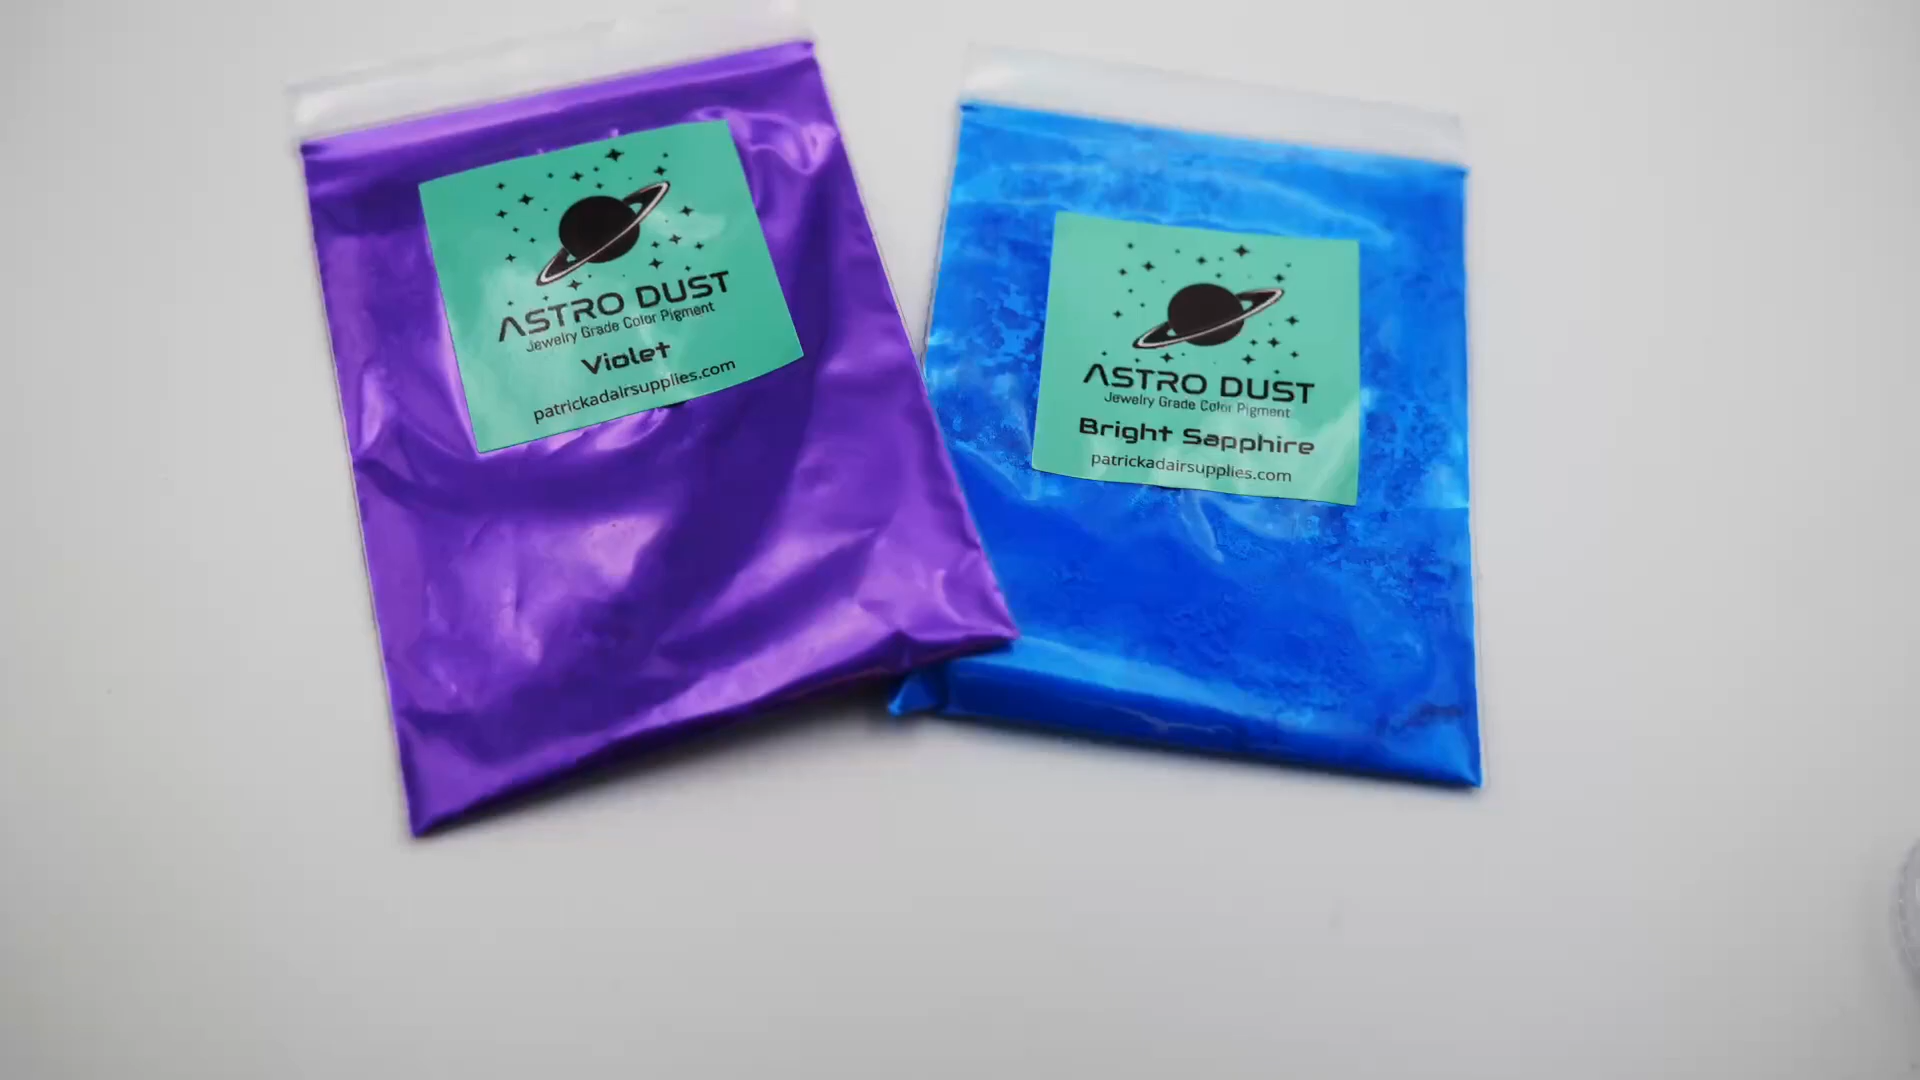 ASTRO DUST
Jewelry Grade Color Pigment
Violet
patrickadairsupplies.com
ASTRO DUST
Jewelry Grade Color Pigment
Bright Sapphire
patrickadairsupplies.com